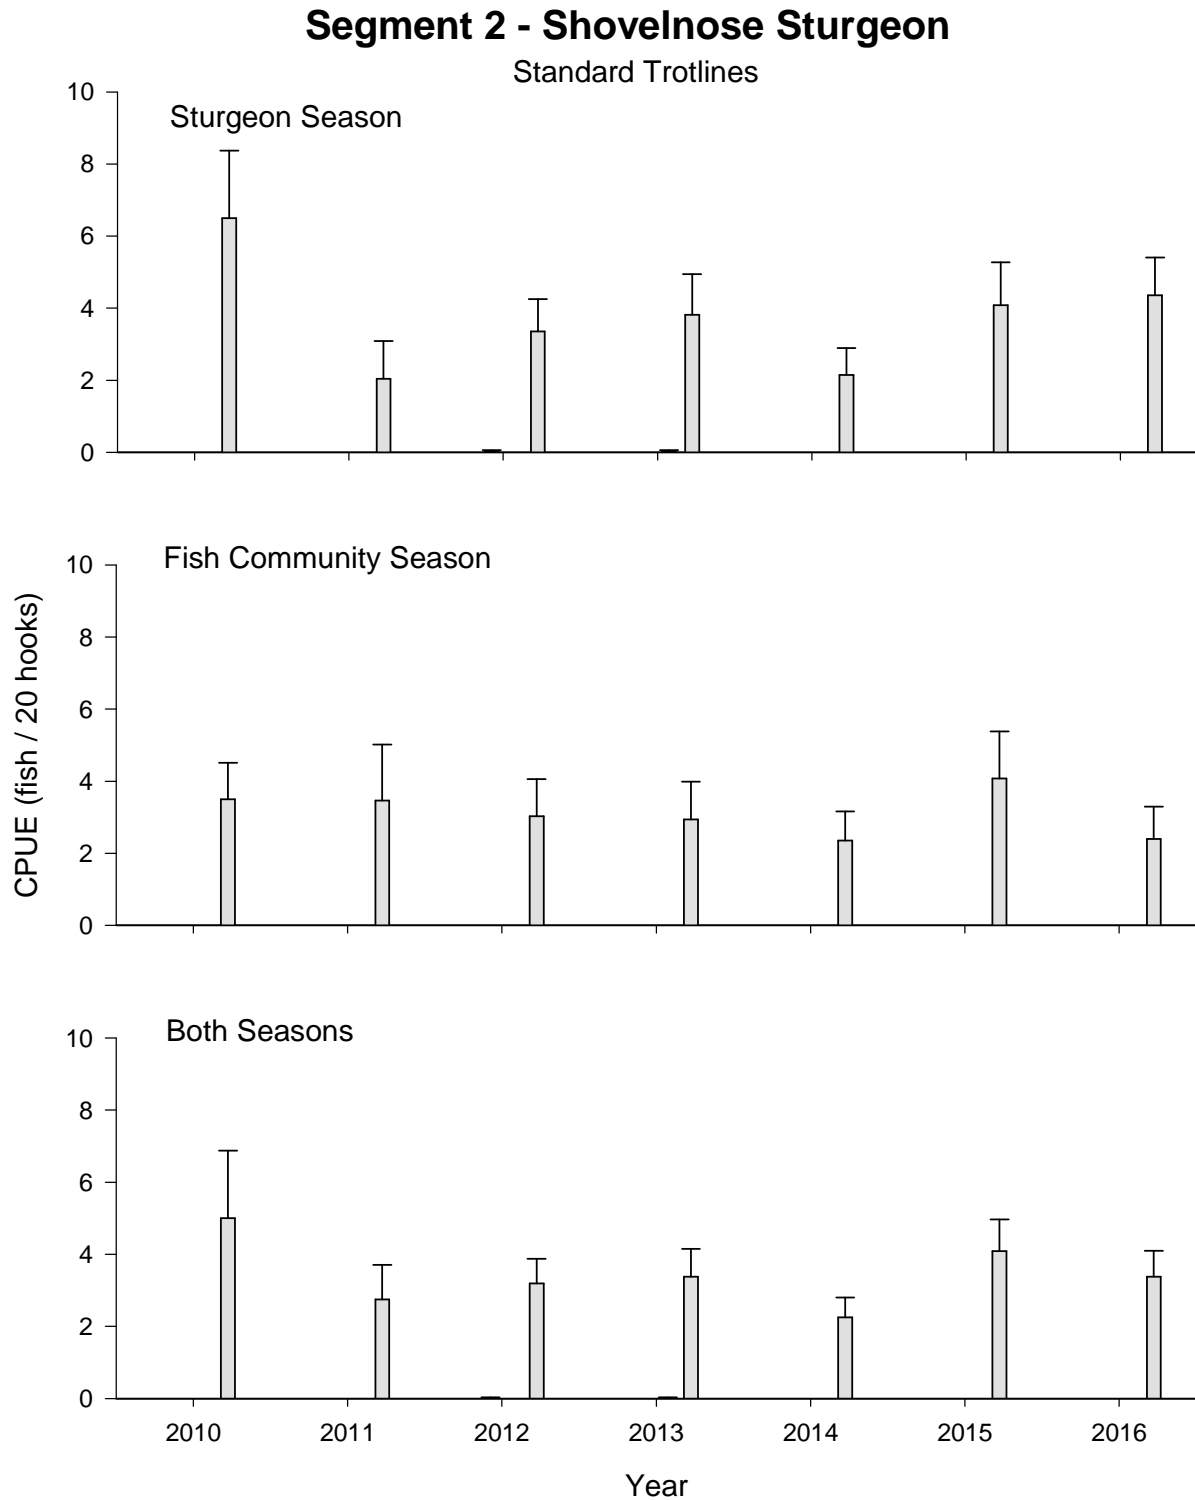 Segment 2 - Shovelnose Sturgeon
Standard Trotlines
Sturgeon Season
10
8
6
4
2
0
Fish Community Season
10
8
6
4
2
0
CPUE (fish / 20 hooks)
Both Seasons
10
8
6
4
2
0
2010 2011 2012 2013 2014 2015 2016
Year